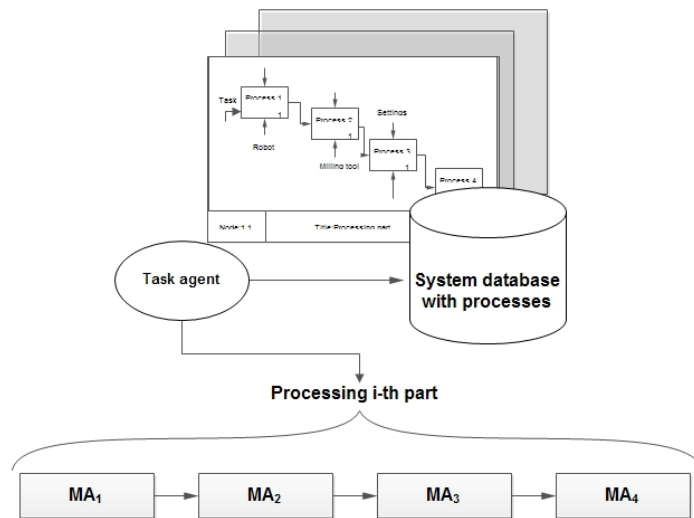 Task
Process 1
1
Robot
Process 2
1
Milling tool
Settings
Process 3
1
Process 4
Node:1.1
Title:Processing part
Task agent
System database
with processes
Processing i-th part
MA₁
MA₂
MA₃
MA₄